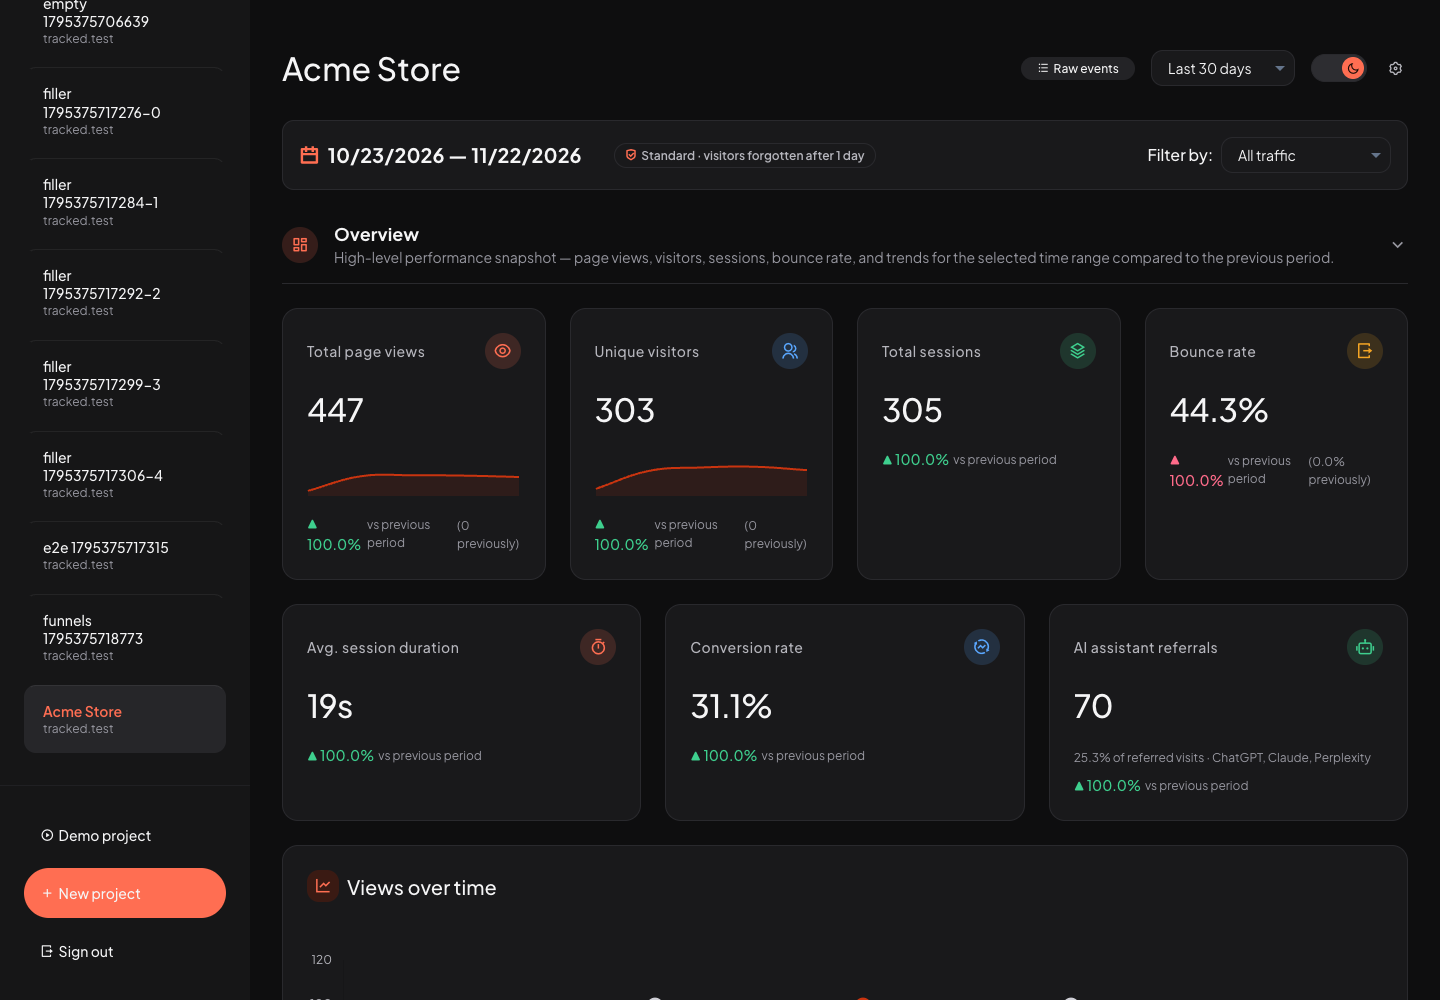 empty
1795375706639
tracked.test
filler
1795375717276-0
tracked.test
filler
1795375717284-1
tracked.test
filler
1795375717292-2
tracked.test
filler
1795375717299-3
tracked.test
filler
1795375717306-4
tracked.test
e2e 1795375717315
tracked.test
funnels
1795375718773
tracked.test
Acme Store
tracked.test
Demo project
+ New project
Sign out
Acme Store
Raw events
Last 30 days
10/23/2026 — 11/22/2026
Standard · visitors forgotten after 1 day
Filter by:
All traffic
Overview
High-level performance snapshot — page views, visitors, sessions, bounce rate, and trends for the selected time range compared to the previous period.
Total page views
447
▲ 100.0% vs previous period (0 previously)
Unique visitors
303
▲ 100.0% vs previous period (0 previously)
Total sessions
305
▲ 100.0% vs previous period
Bounce rate
44.3%
▲ 100.0% vs previous period (0.0% previously)
Avg. session duration
19s
▲ 100.0% vs previous period
Conversion rate
31.1%
▲ 100.0% vs previous period
AI assistant referrals
70
25.3% of referred visits · ChatGPT, Claude, Perplexity
▲ 100.0% vs previous period
Views over time
120